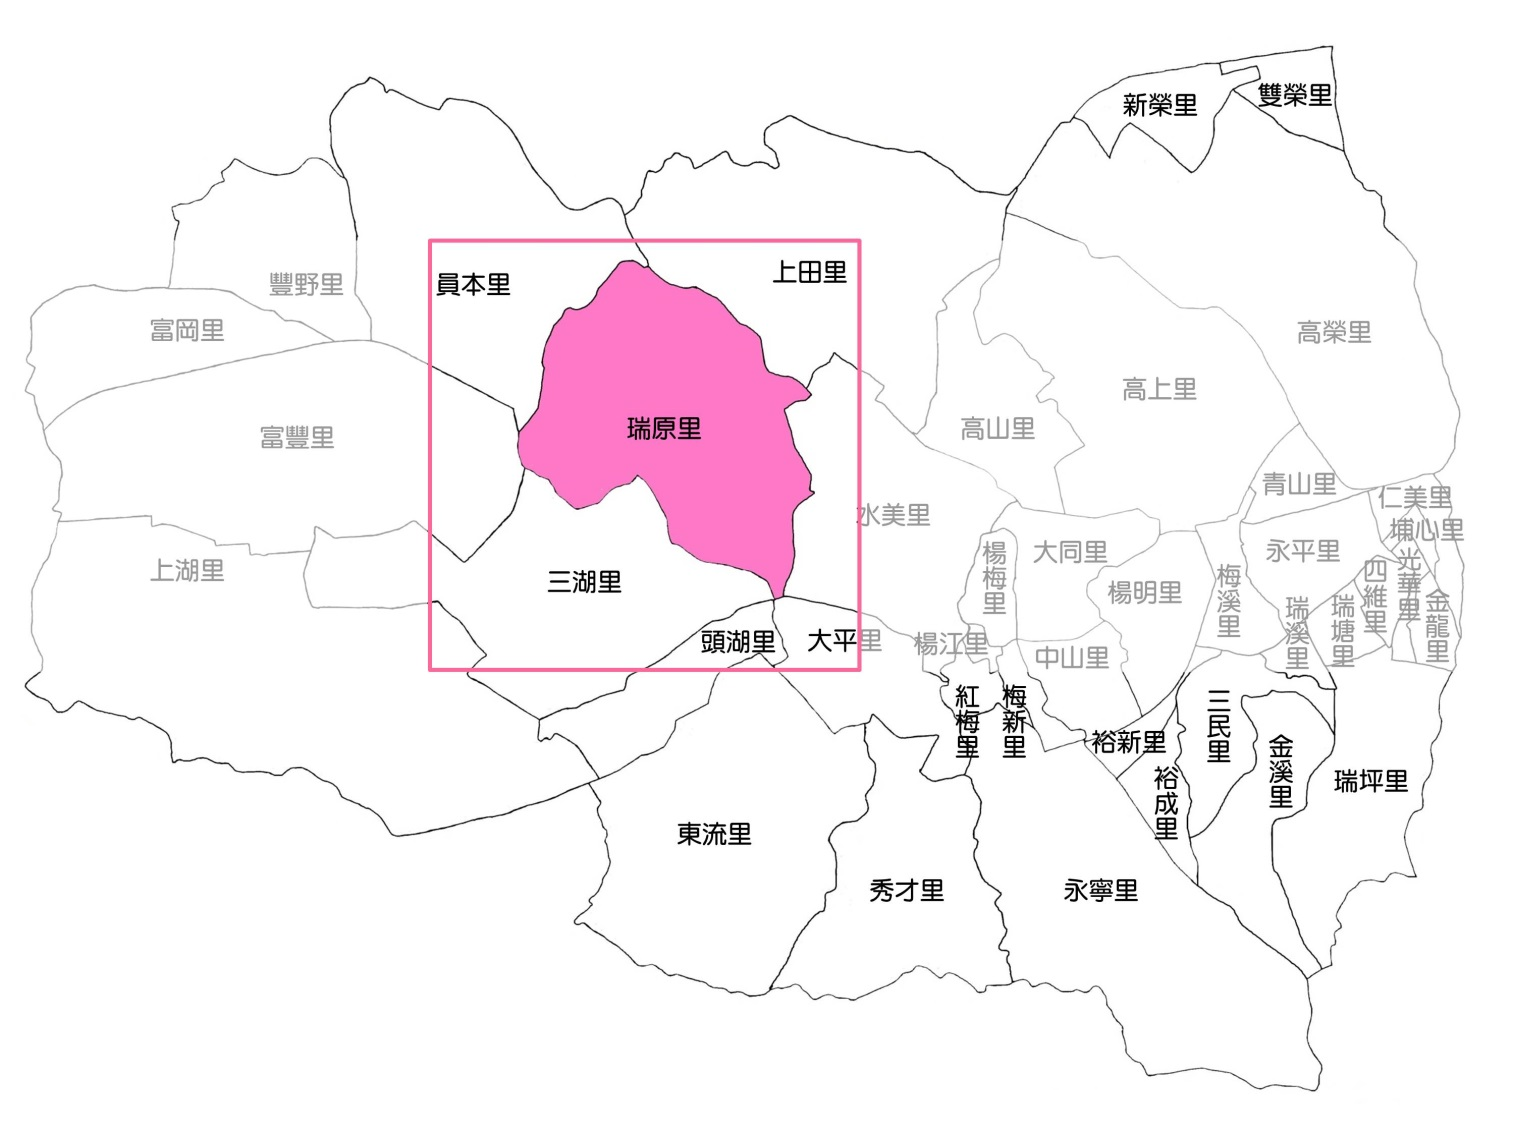 新榮里
雙榮里
員本里
上田里
豐野里
富岡里
高榮里
高上里
瑞原里
高山里
富豐里
青山里
仁美里
水美里
埔心里
上湖里
三湖里
楊梅里
大同里
永平里
光華里
四維里
楊明里
梅溪里
瑞溪里
瑞塘里
金龍里
頭湖里
大平里
楊江里
中山里
紅梅里
梅新里
裕新里
三民里
金溪里
瑞坪里
裕成里
東流里
秀才里
永寧里